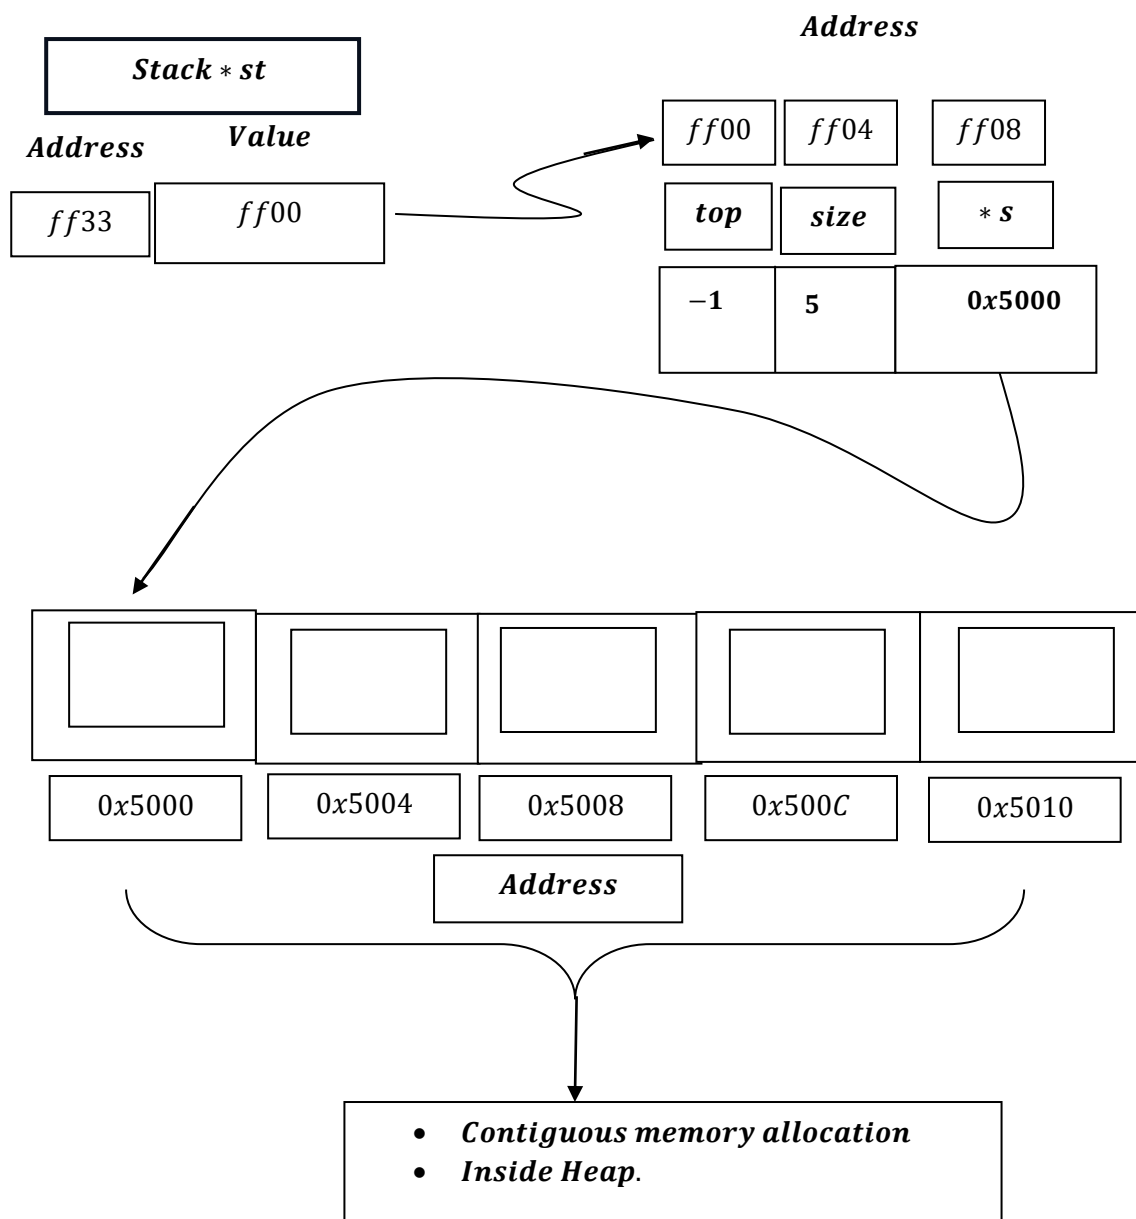 Address
Stack * st
Address Value
ff33 ff00
ff00 ff04 ff08
top size * s
−1 5 0x5000
0x5000 0x5004 0x5008 0x500C 0x5010
Address
• Contiguous memory allocation
• Inside Heap.